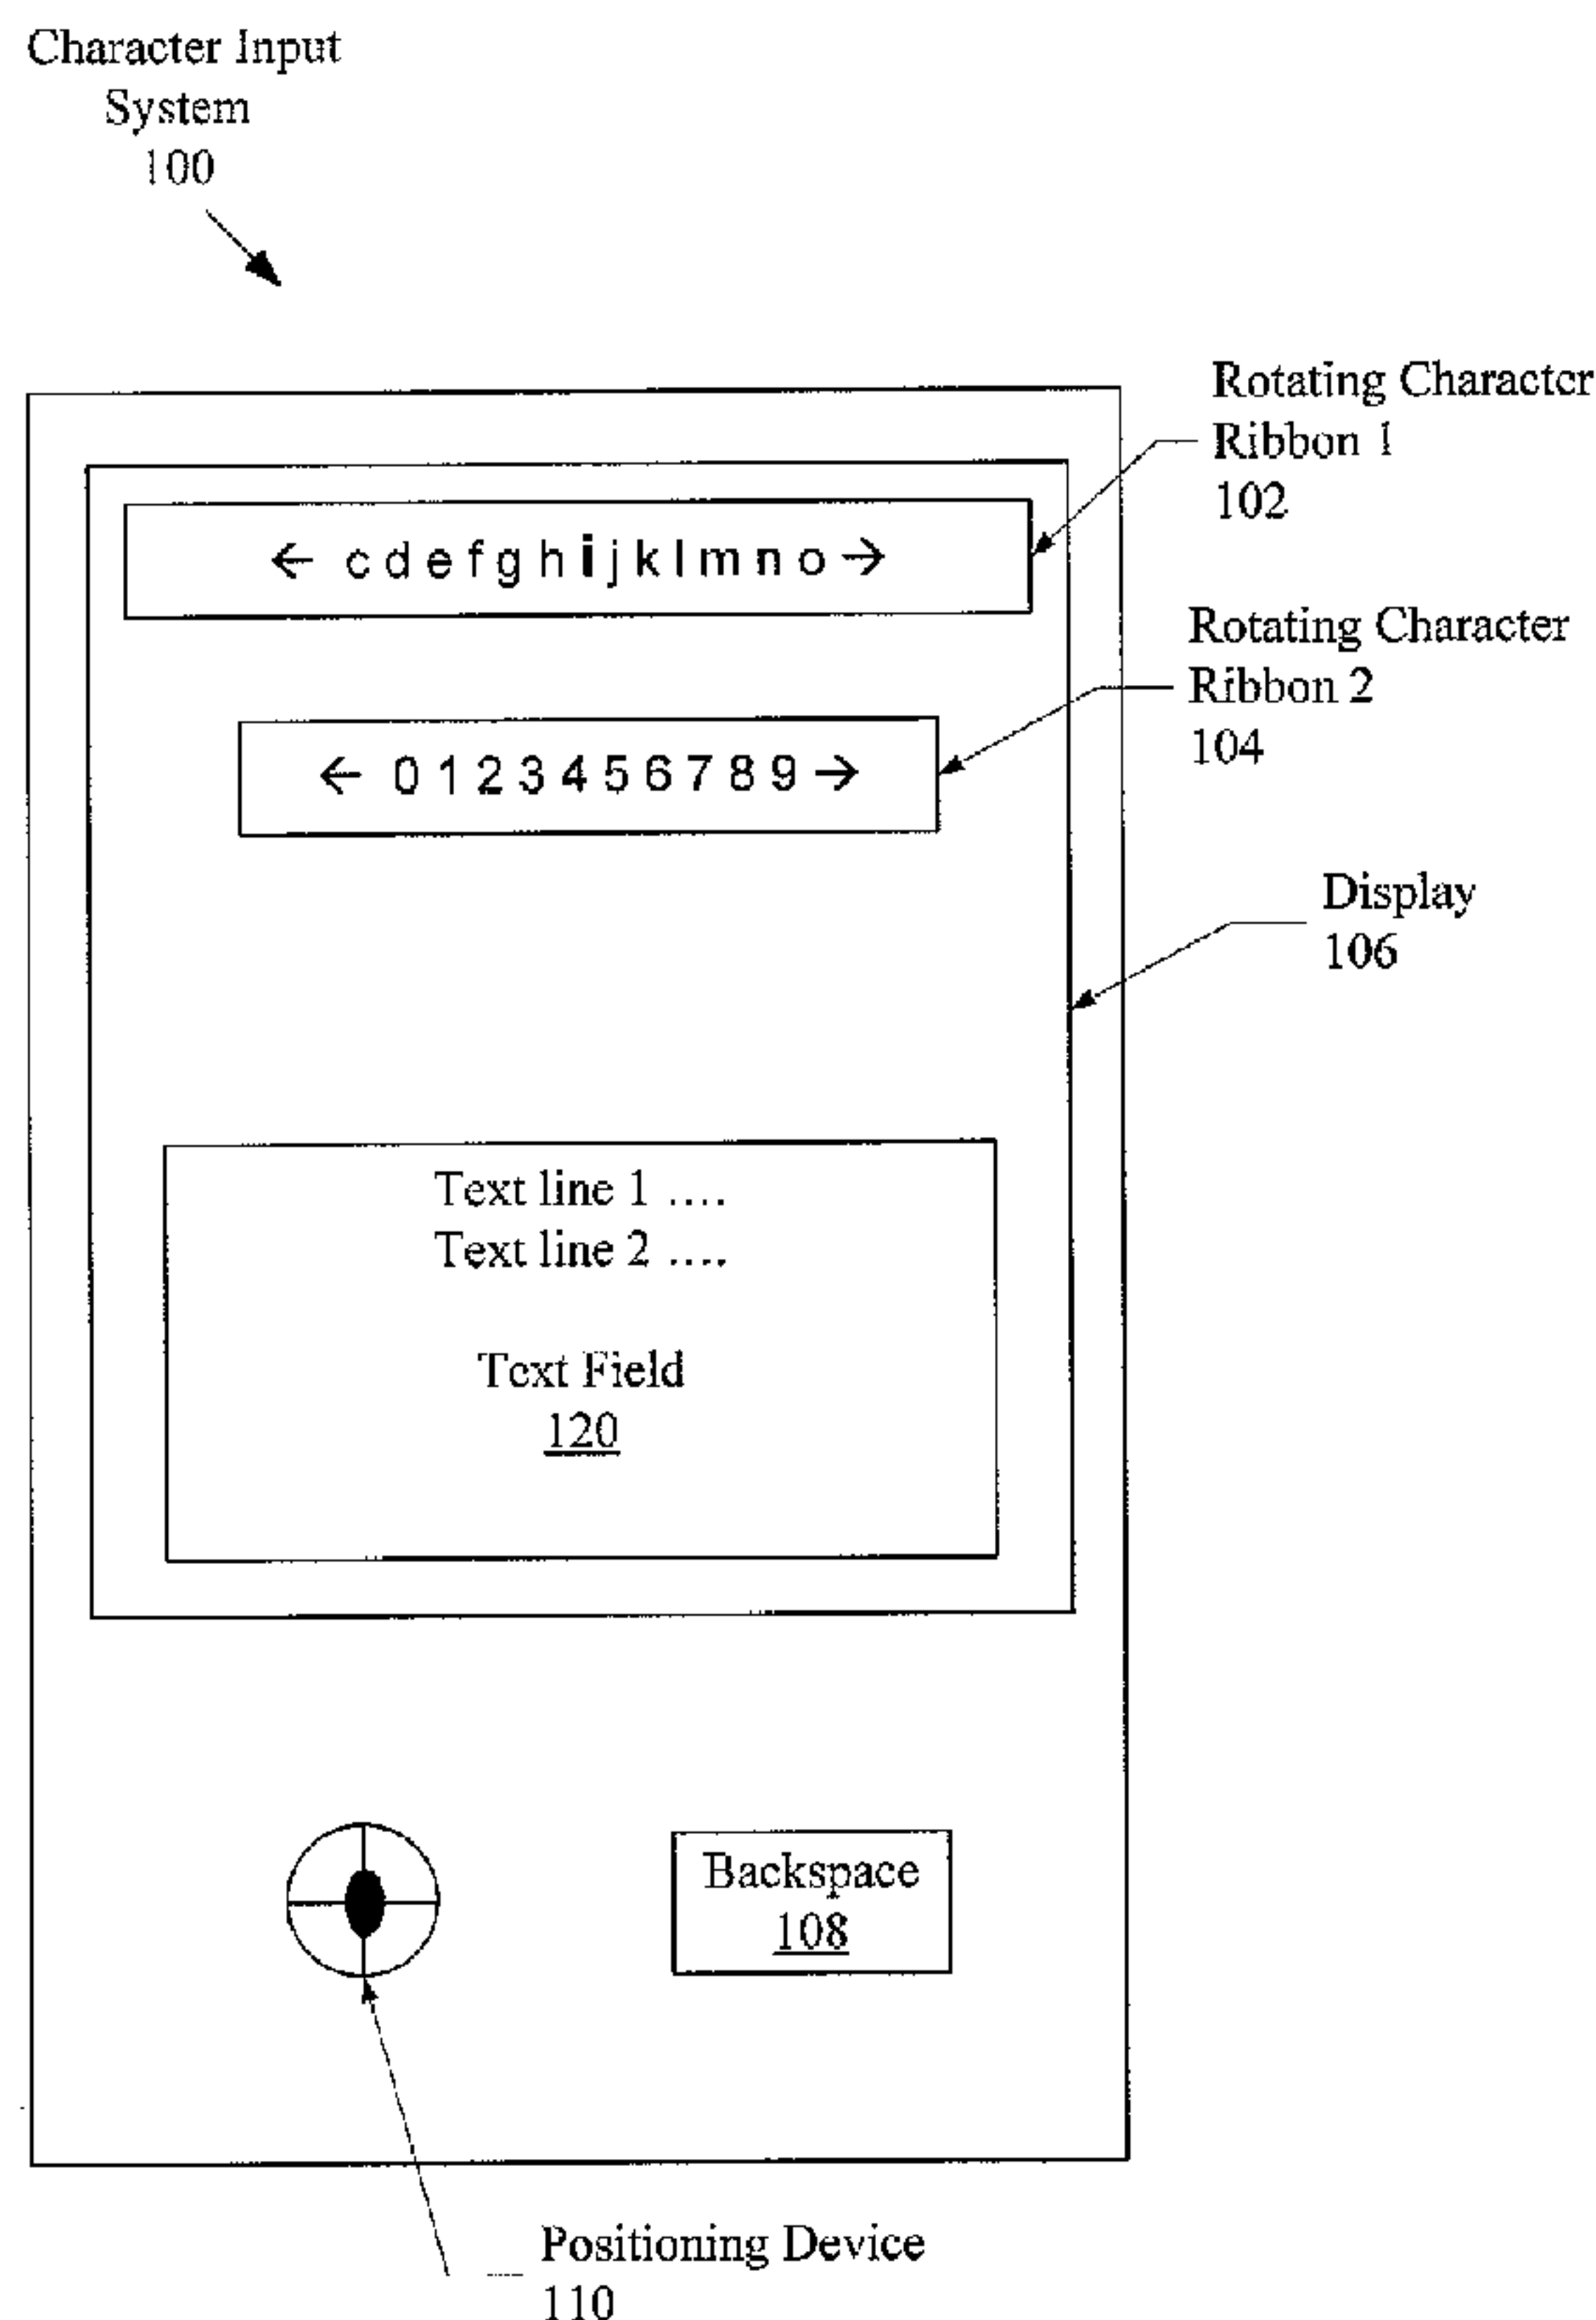 Character Input
System
100
Rotating Character
Ribbon 1
102
← c d e f g h i j k l m n o →
Rotating Character
Ribbon 2
104
← 0 1 2 3 4 5 6 7 8 9 →
Display
106
Text line 1 ....
Text line 2 ....
Text Field
120
Backspace
108
Positioning Device
110